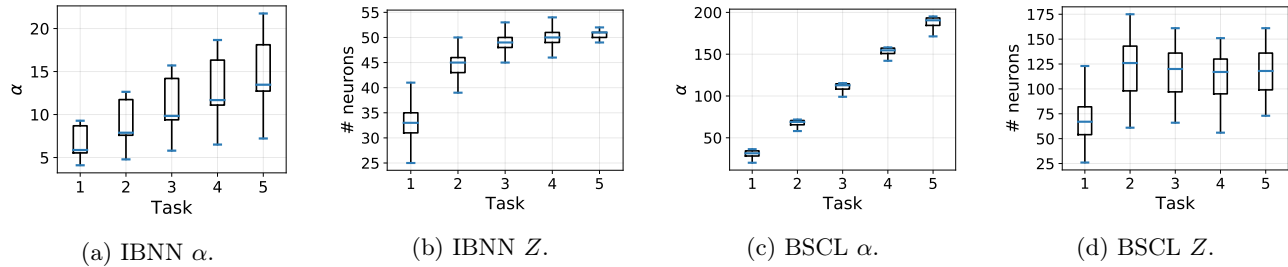 20
15
10
5
α
1 2 3 4 5
Task
(a) IBNN α.
55
50
45
40
35
30
25
# neurons
1 2 3 4 5
Task
(b) IBNN Z.
200
150
100
50
α
1 2 3 4 5
Task
(c) BSCL α.
175
150
125
100
75
50
25
# neurons
1 2 3 4 5
Task
(d) BSCL Z.